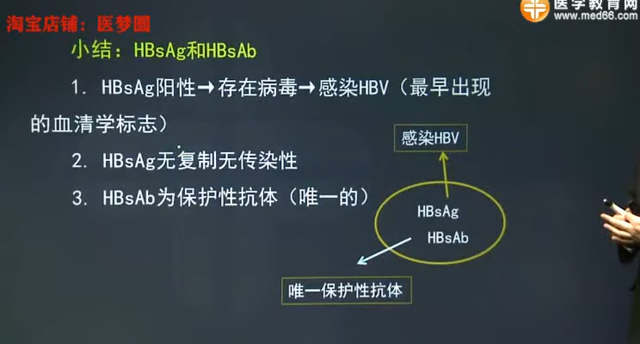 淘宝店铺：医梦圆
医学教育网
www.med66.com
小结：HBsAg和HBsAb
1. HBsAg阳性→存在病毒→感染HBV（最早出现
的血清学标志）
2. HBsAg无复制无传染性
3. HBsAb为保护性抗体（唯一的）
感染HBV
HBsAg
HBsAb
唯一保护性抗体